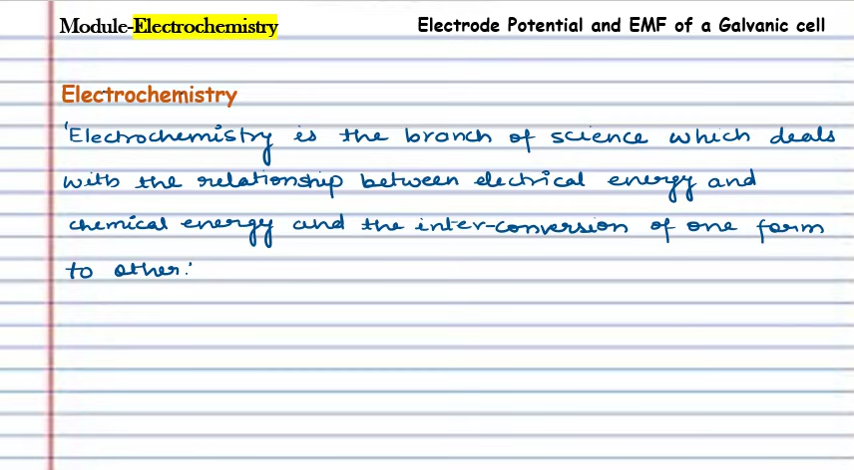 Module-Electrochemistry
Electrode Potential and EMF of a Galvanic cell
Electrochemistry
'Electrochemistry is the branch of science which deals
with the relationship between electrical energy and
chemical energy and the inter-conversion of one form
to other.'